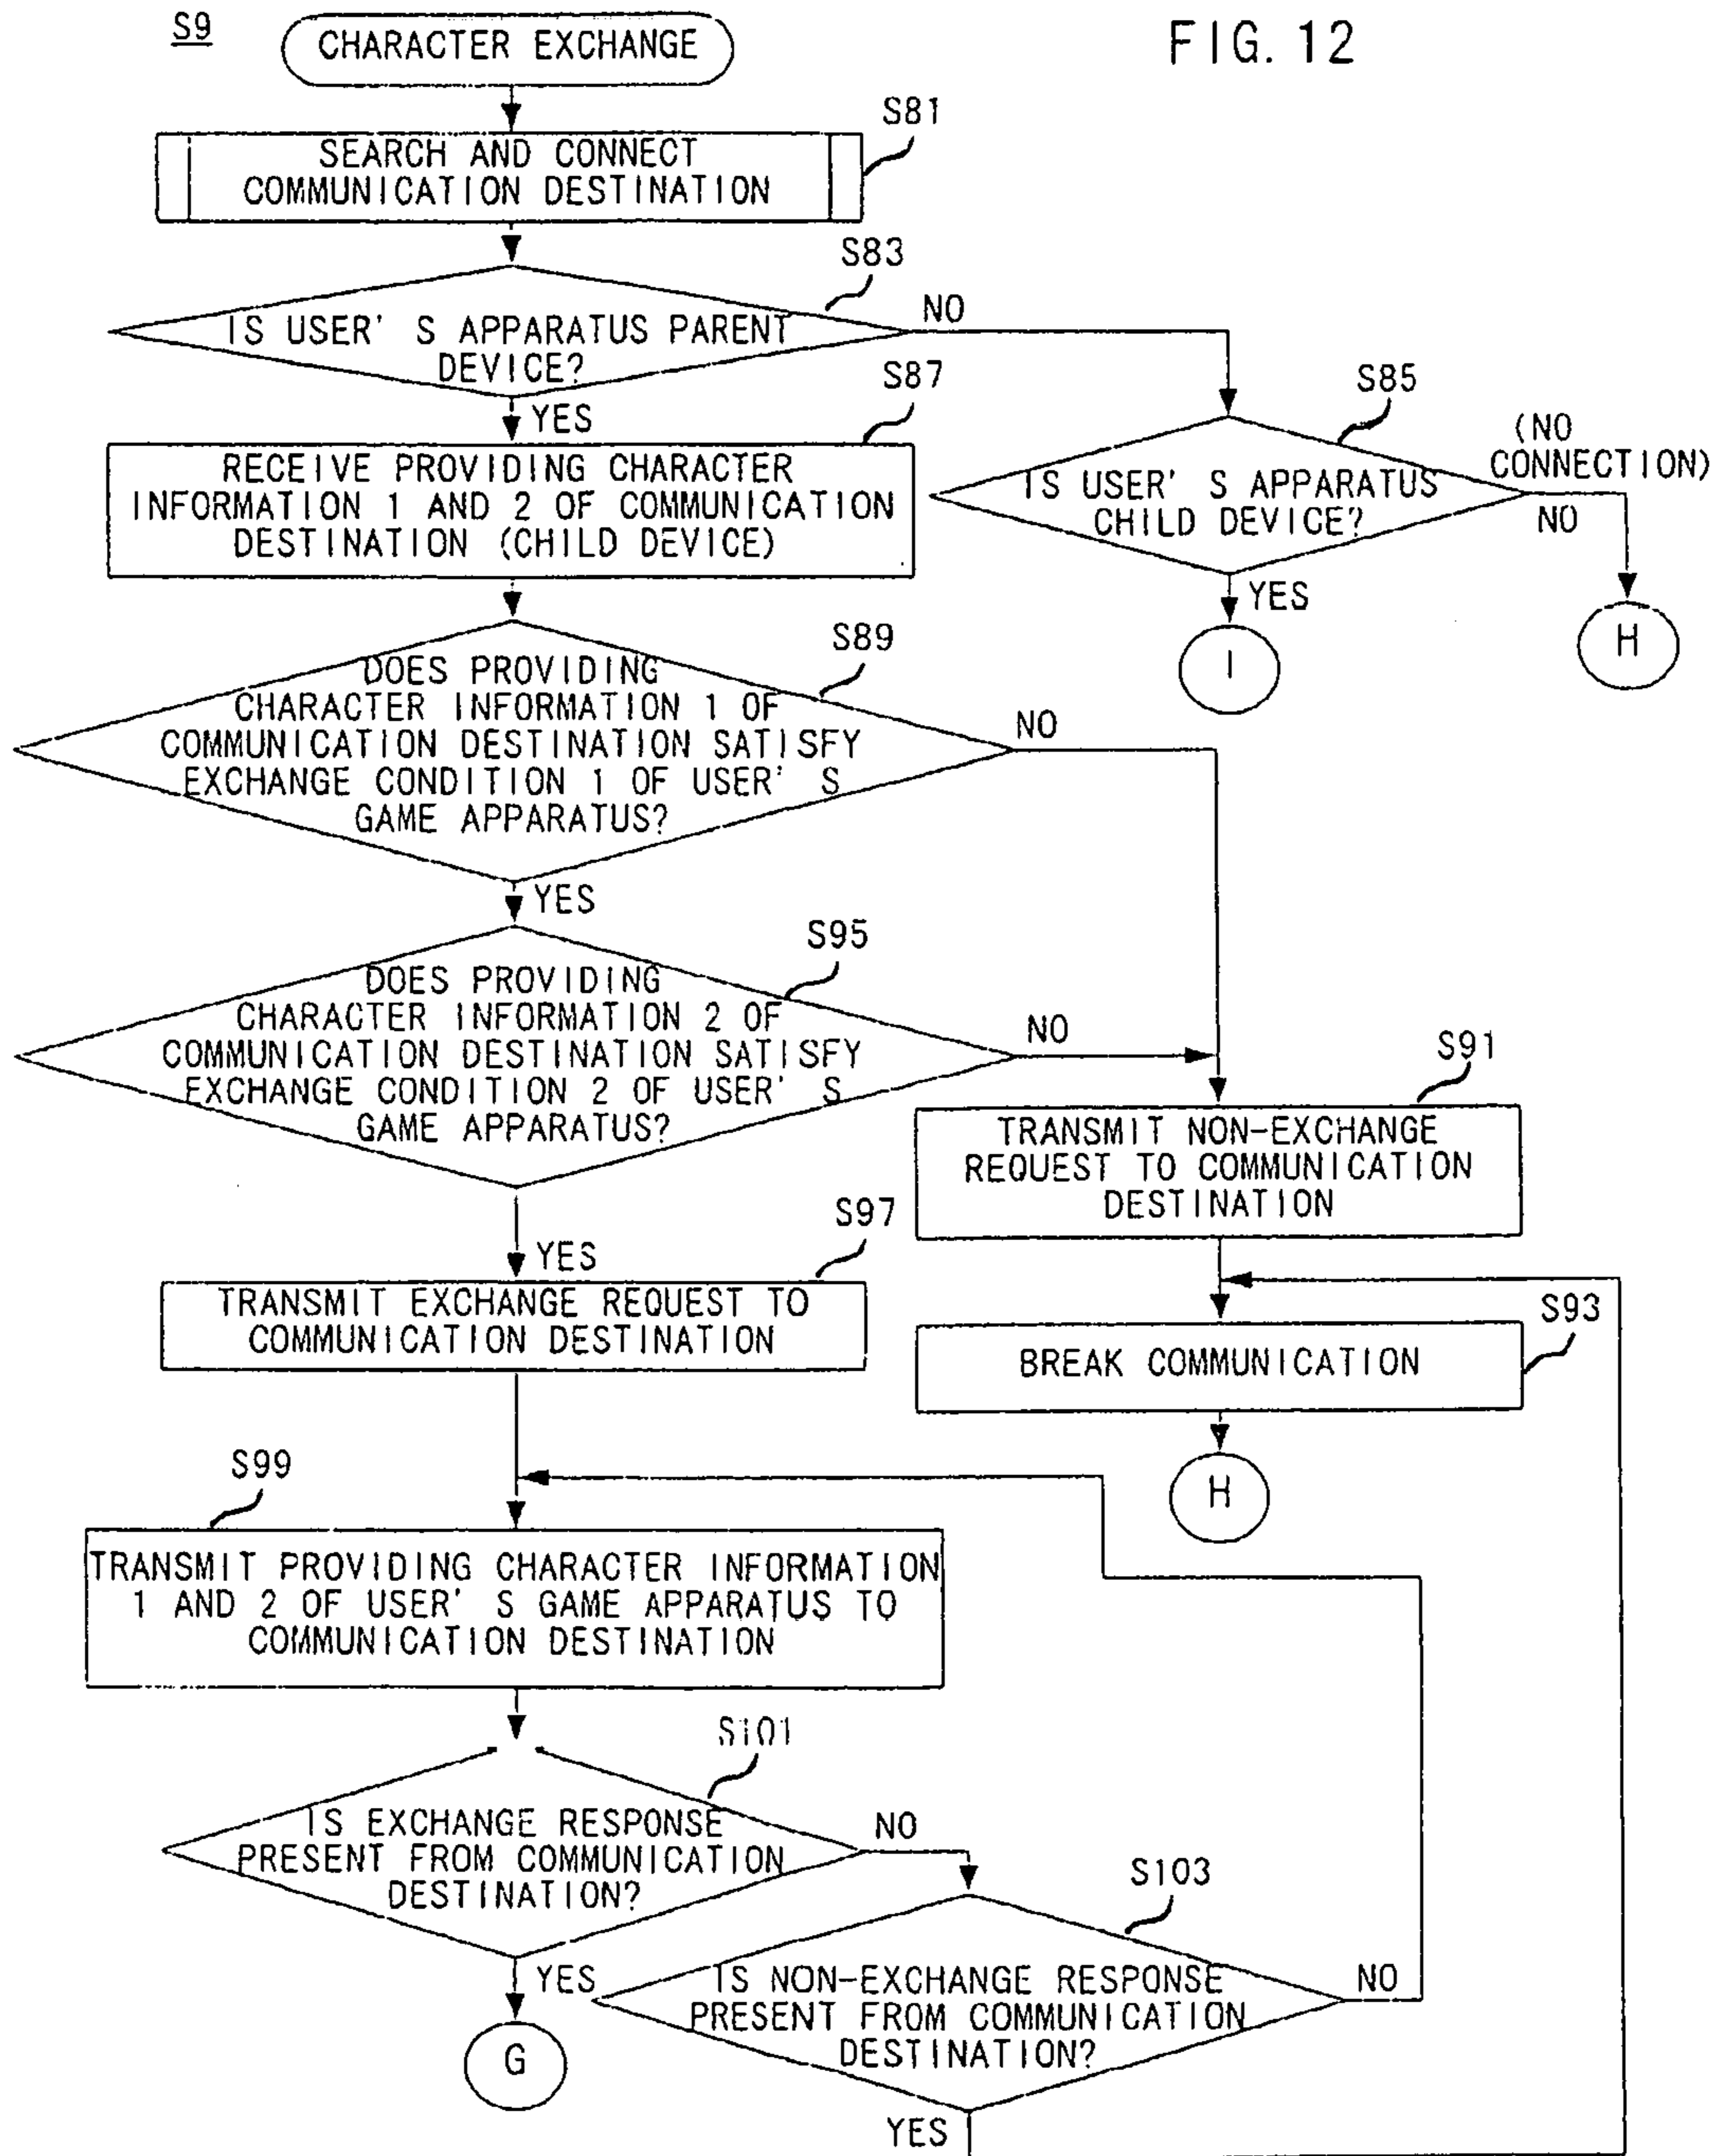 S9
CHARACTER EXCHANGE
FIG. 12
S81
SEARCH AND CONNECT
COMMUNICATION DESTINATION
S83
IS USER' S APPARATUS PARENT
DEVICE?
NO
YES
S87
RECEIVE PROVIDING CHARACTER
INFORMATION 1 AND 2 OF COMMUNICATION
DESTINATION (CHILD DEVICE)
S85
IS USER' S APPARATUS
CHILD DEVICE?
(NO
CONNECTION)
NO
YES
I
H
S89
DOES PROVIDING
CHARACTER INFORMATION 1 OF
COMMUNICATION DESTINATION SATISFY
EXCHANGE CONDITION 1 OF USER' S
GAME APPARATUS?
NO
YES
S95
DOES PROVIDING
CHARACTER INFORMATION 2 OF
COMMUNICATION DESTINATION SATISFY
EXCHANGE CONDITION 2 OF USER' S
GAME APPARATUS?
NO
YES
S91
TRANSMIT NON-EXCHANGE
REQUEST TO COMMUNICATION
DESTINATION
S97
TRANSMIT EXCHANGE REQUEST TO
COMMUNICATION DESTINATION
S93
BREAK COMMUNICATION
H
S99
TRANSMIT PROVIDING CHARACTER INFORMATION
1 AND 2 OF USER' S GAME APPARATUS TO
COMMUNICATION DESTINATION
S101
IS EXCHANGE RESPONSE
PRESENT FROM COMMUNICATION
DESTINATION?
NO
YES
G
S103
IS NON-EXCHANGE RESPONSE
PRESENT FROM COMMUNICATION
DESTINATION?
NO
YES